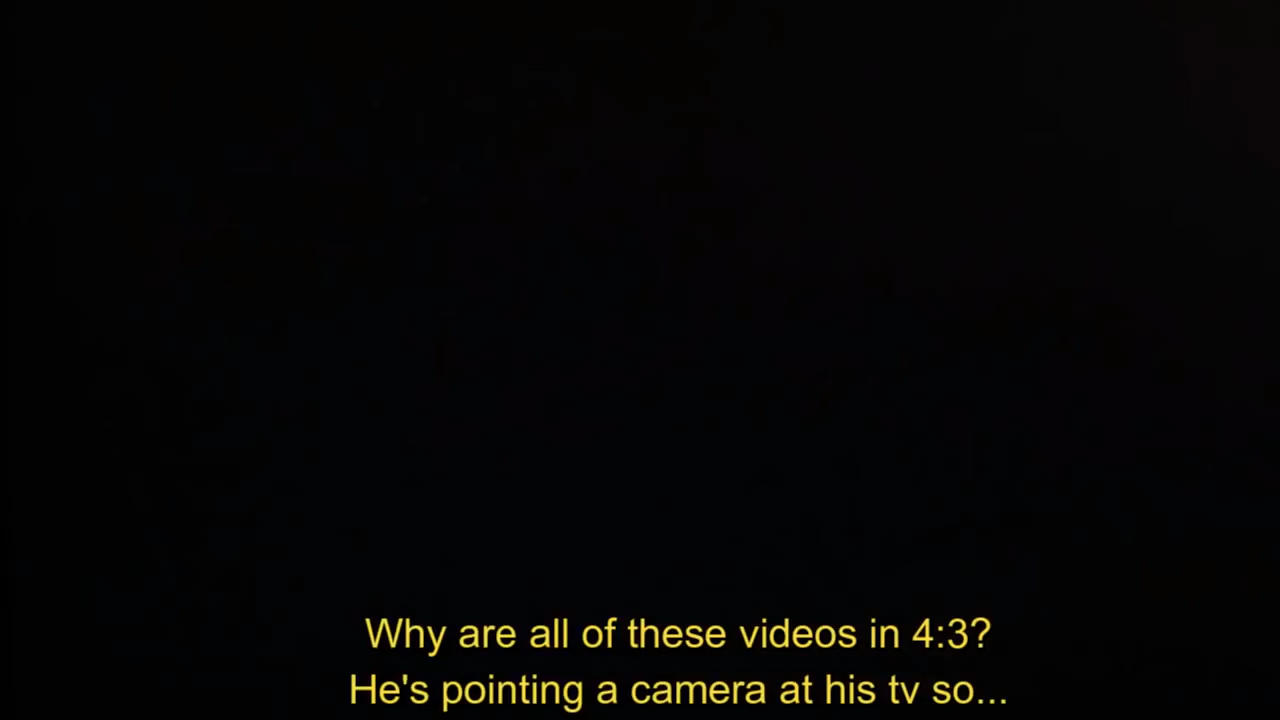 Why are all of these videos in 4:3?
He's pointing a camera at his tv so...